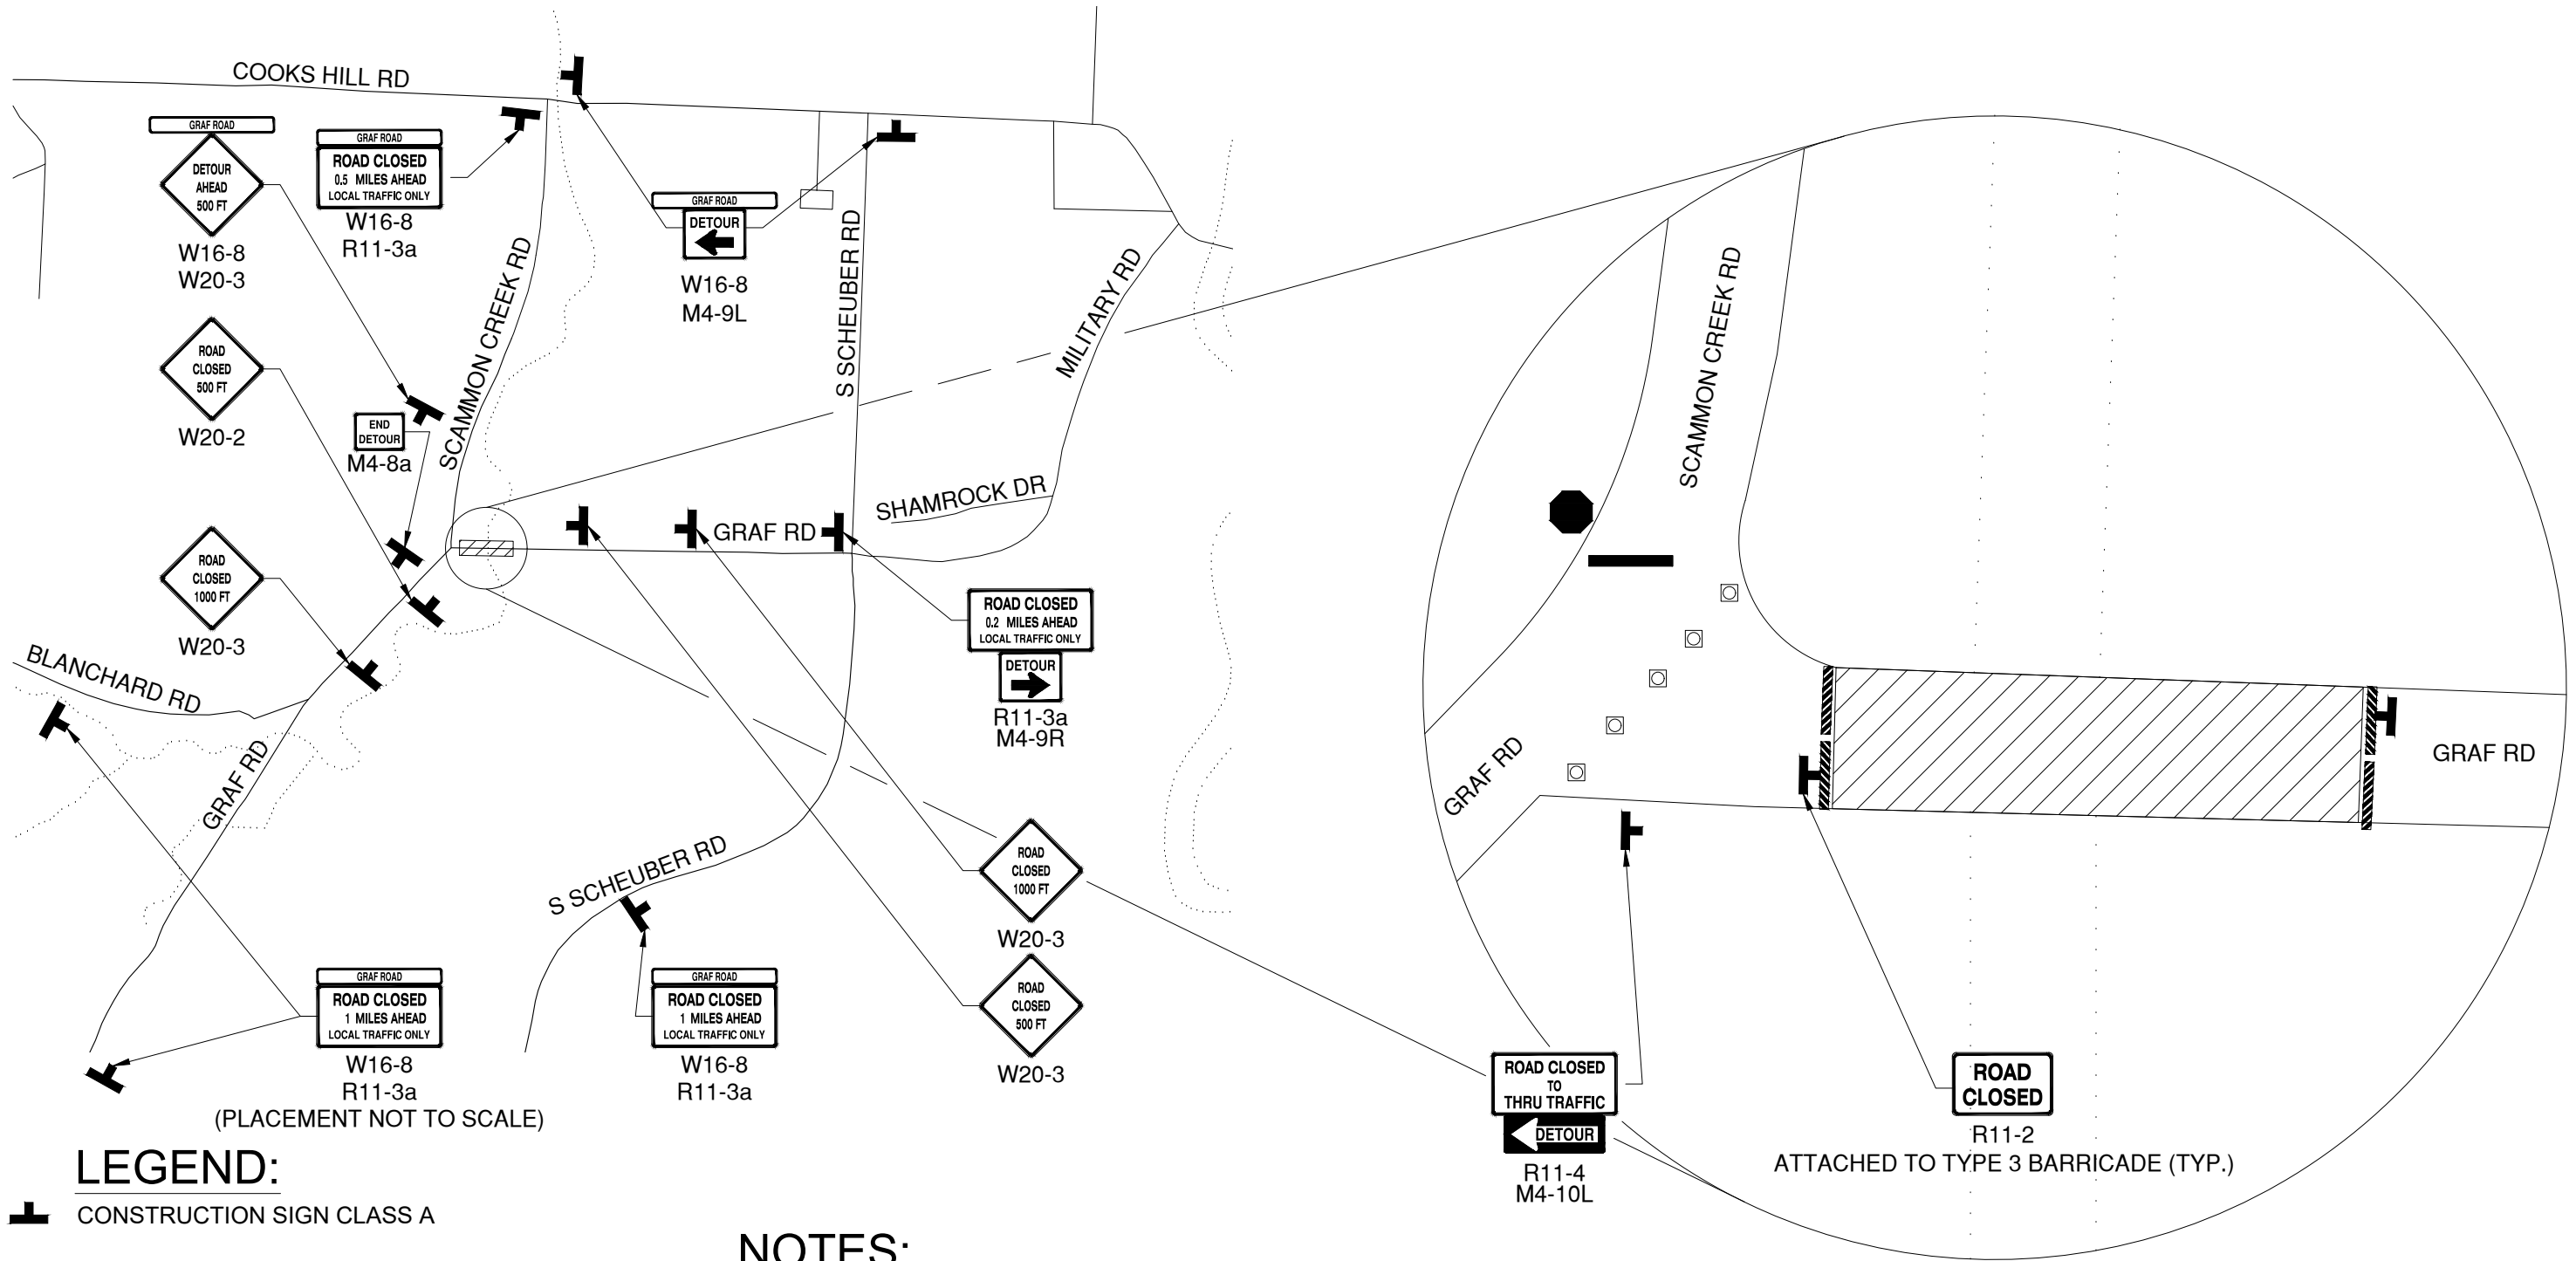 COOKS HILL RD
GRAF ROAD
DETOUR
AHEAD
500 FT
W16-8
W20-3
GRAF ROAD
ROAD CLOSED
0.5 MILES AHEAD
LOCAL TRAFFIC ONLY
W16-8
R11-3a
GRAF ROAD
DETOUR
W16-8
M4-9L
SCAMMON CREEK RD
S SCHEUBER RD
MILITARY RD
ROAD
CLOSED
500 FT
W20-2
END
DETOUR
M4-8a
SHAMROCK DR
GRAF RD
ROAD
CLOSED
1000 FT
W20-3
ROAD CLOSED
0.2 MILES AHEAD
LOCAL TRAFFIC ONLY
DETOUR
R11-3a
M4-9R
BLANCHARD RD
GRAF RD
S SCHEUBER RD
ROAD
CLOSED
1000 FT
W20-3
ROAD
CLOSED
500 FT
W20-3
GRAF ROAD
ROAD CLOSED
1 MILES AHEAD
LOCAL TRAFFIC ONLY
W16-8
R11-3a
(PLACEMENT NOT TO SCALE)
GRAF ROAD
ROAD CLOSED
1 MILES AHEAD
LOCAL TRAFFIC ONLY
W16-8
R11-3a
SCAMMON CREEK RD
GRAF RD
GRAF RD
ROAD CLOSED
TO
THRU TRAFFIC
DETOUR
R11-4
M4-10L
ROAD
CLOSED
R11-2
ATTACHED TO TYPE 3 BARRICADE (TYP.)
LEGEND:
CONSTRUCTION SIGN CLASS A
NOTES: